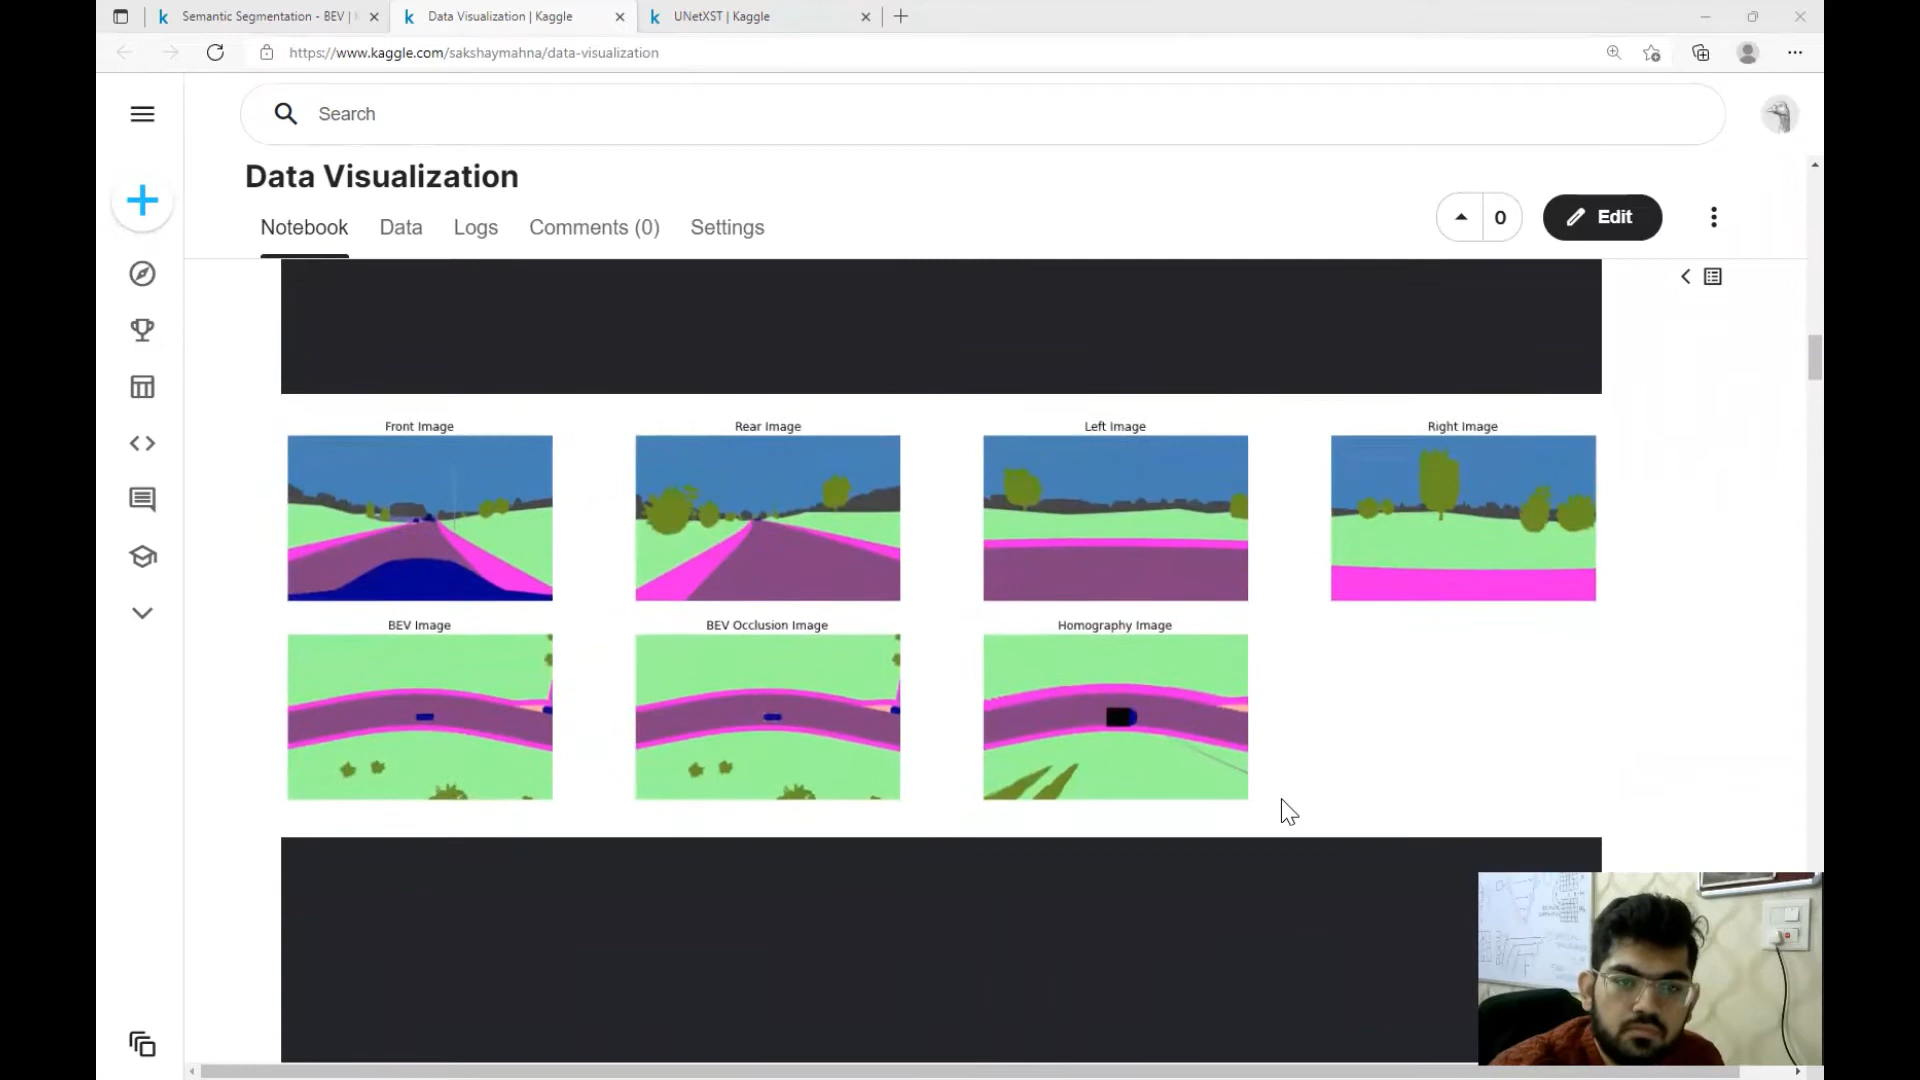 Semantic Segmentation - BEV |
Data Visualization | Kaggle
UNetXST | Kaggle
https://www.kaggle.com/sakshaymahna/data-visualization
Search
Data Visualization
Notebook Data Logs Comments (0) Settings
0
Edit
Front Image Rear Image Left Image Right Image
BEV Image BEV Occlusion Image Homography Image